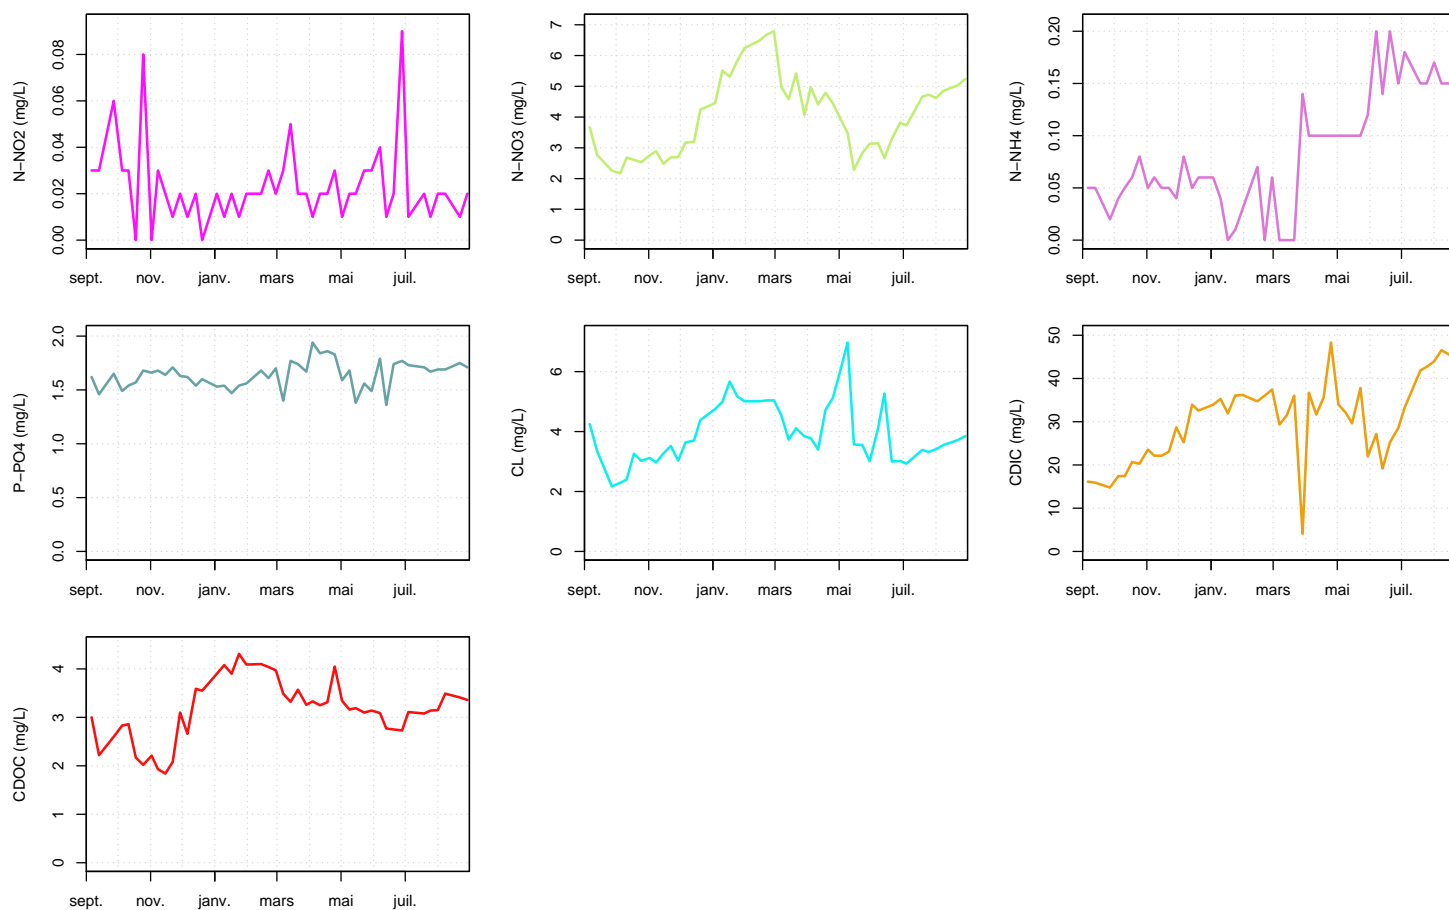 N−NO2 (mg/L)
0.00 0.02 0.04 0.06 0.08
sept. nov. janv. mars mai juil.
N−NO3 (mg/L)
0 1 2 3 4 5 6 7
sept. nov. janv. mars mai juil.
N−NH4 (mg/L)
0.00 0.05 0.10 0.15 0.20
sept. nov. janv. mars mai juil.
P−PO4 (mg/L)
0.0 0.5 1.0 1.5 2.0
sept. nov. janv. mars mai juil.
CL (mg/L)
0 2 4 6
sept. nov. janv. mars mai juil.
CDIC (mg/L)
0 10 20 30 40 50
sept. nov. janv. mars mai juil.
CDOC (mg/L)
0 1 2 3 4
sept. nov. janv. mars mai juil.